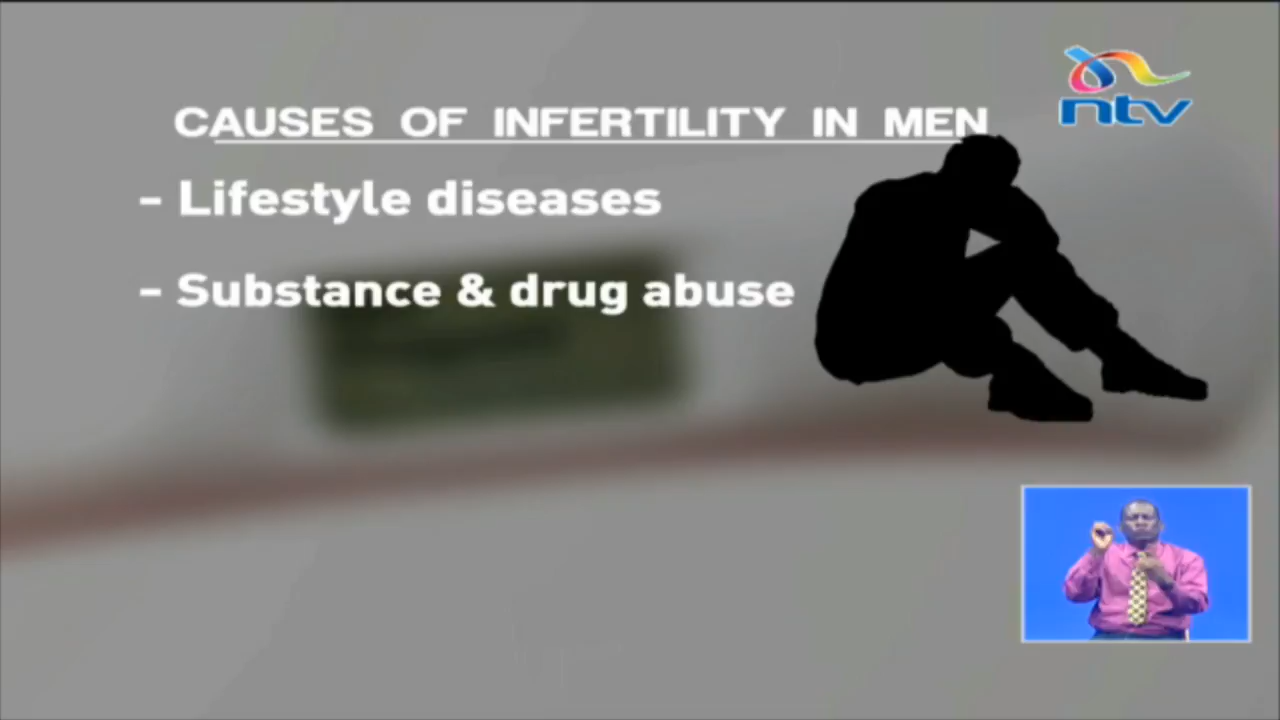 CAUSES OF INFERTILITY IN MEN
ntv
- Lifestyle diseases
- Substance & drug abuse